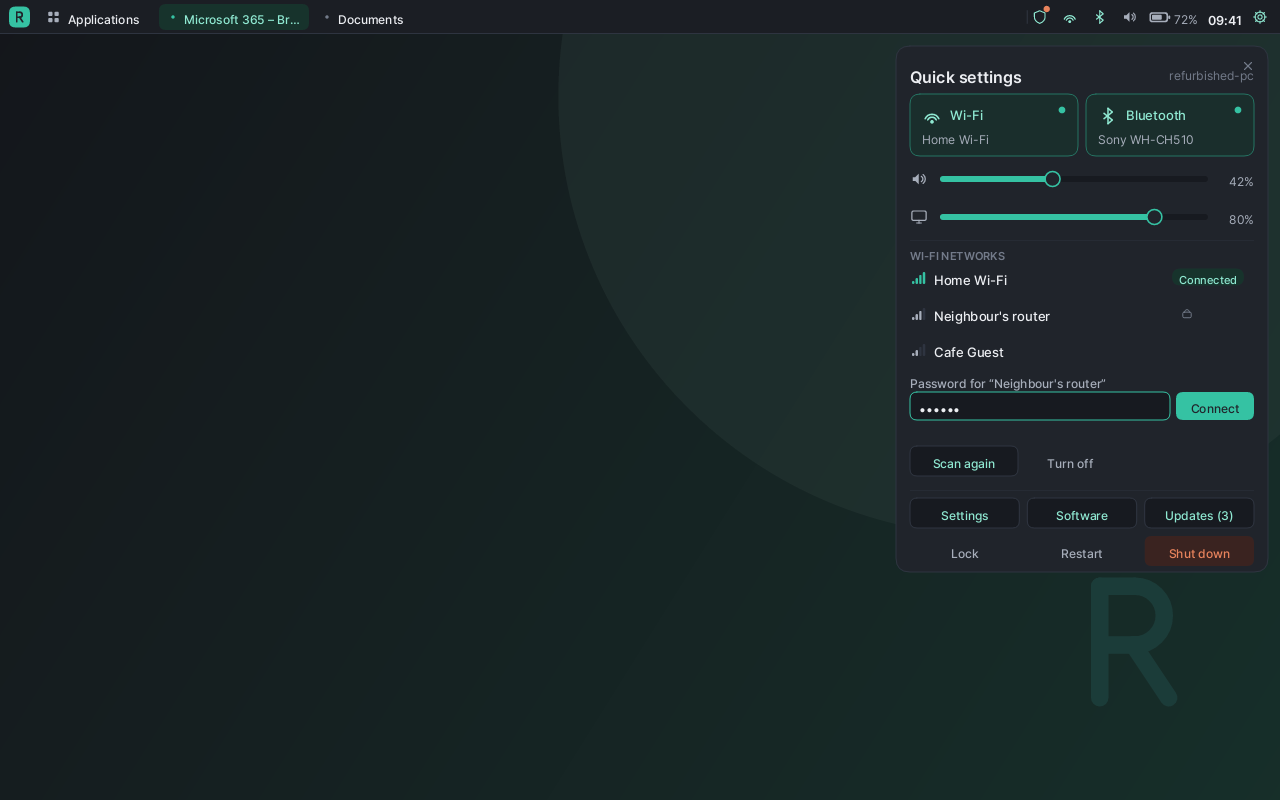 R Applications Microsoft 365 – Br... Documents 72% 09:41
Quick settings refurbished-pc
Wi-Fi Bluetooth
Home Wi-Fi Sony WH-CH510
42%
80%
WI-FI NETWORKS
Home Wi-Fi Connected
Neighbour's router
Cafe Guest
Password for “Neighbour's router”
•••••• Connect
Scan again Turn off
Settings Software Updates (3)
Lock Restart Shut down
R